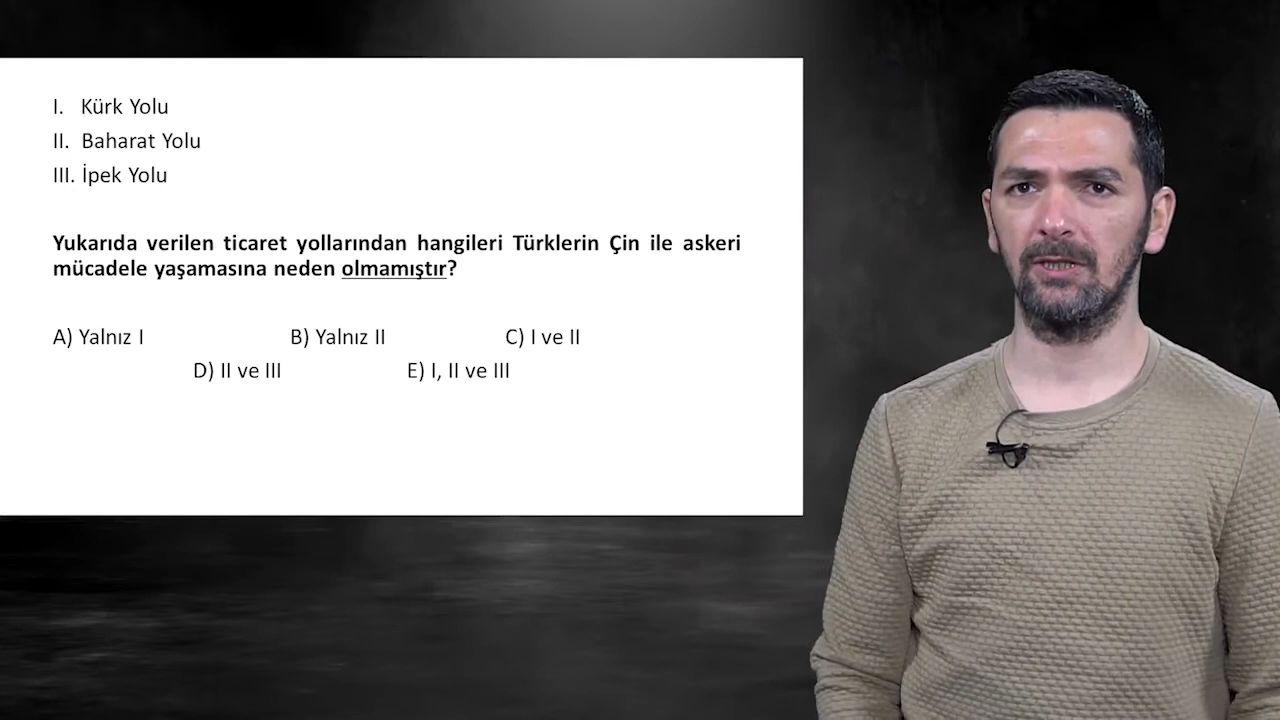 I. Kürk Yolu
II. Baharat Yolu
III. İpek Yolu
Yukarıda verilen ticaret yollarından hangileri Türklerin Çin ile askeri
mücadele yaşamasına neden olmamıştır?
A) Yalnız I B) Yalnız II C) I ve II
D) II ve III E) I, II ve III